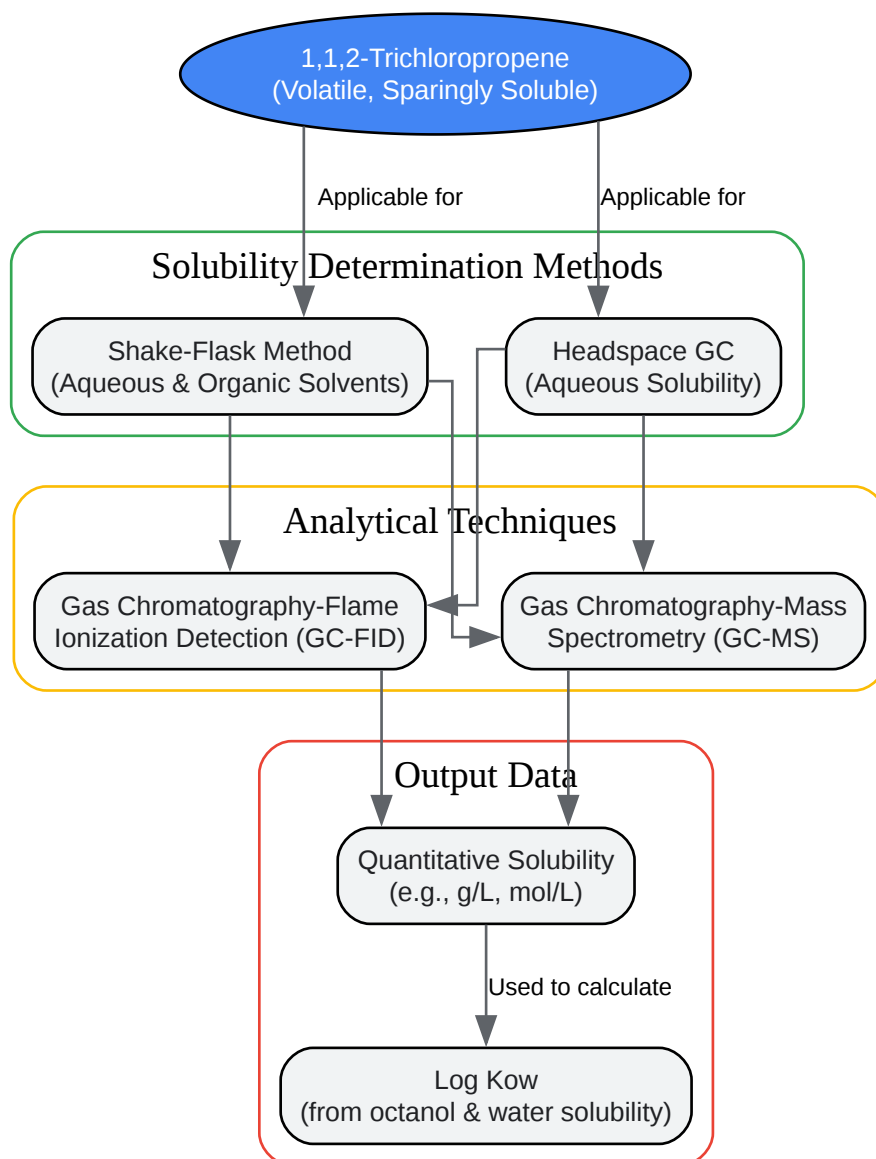 1,1,2-Trichloropropene
(Volatile, Sparingly Soluble)
Applicable for
Applicable for
Solubility Determination Methods
Shake-Flask Method
(Aqueous & Organic Solvents)
Headspace GC
(Aqueous Solubility)
Analytical Techniques
Gas Chromatography-Flame
Ionization Detection (GC-FID)
Gas Chromatography-Mass
Spectrometry (GC-MS)
Output Data
Quantitative Solubility
(e.g., g/L, mol/L)
Used to calculate
Log Kow
(from octanol & water solubility)